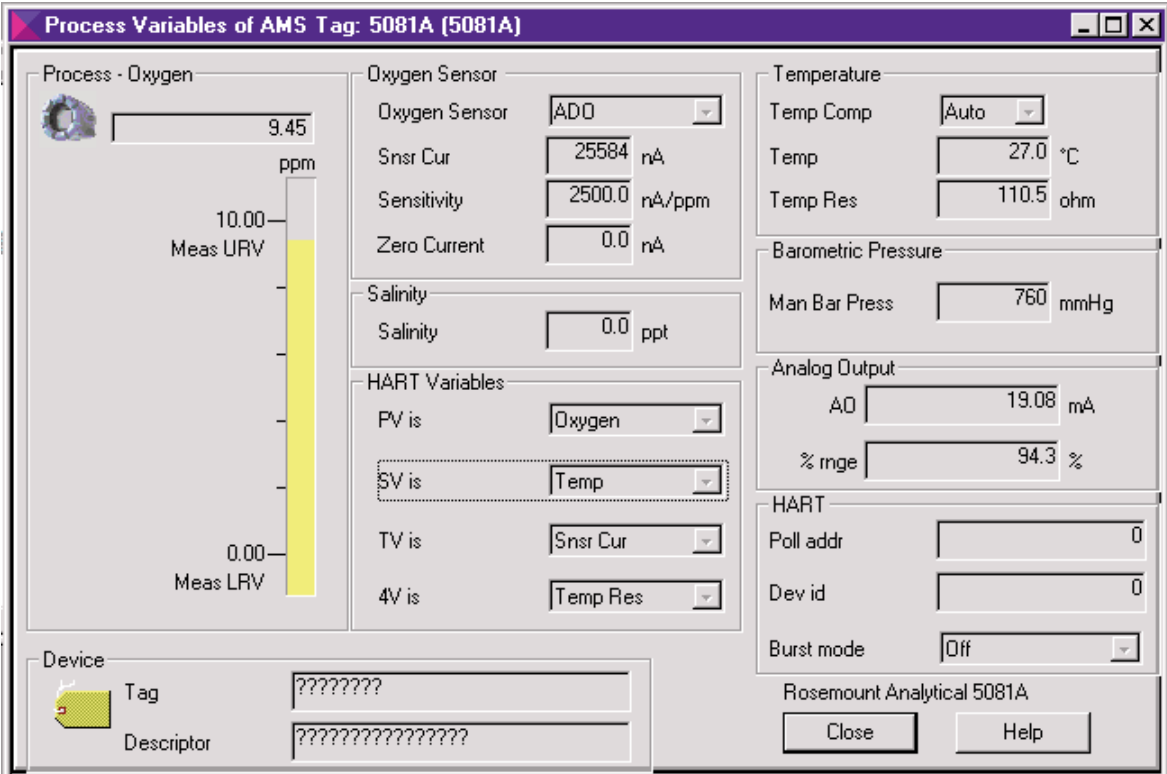 Process Variables of AMS Tag: 5081A (5081A)
Process - Oxygen
9.45
ppm
10.00
Meas URV
0.00
Meas LRV
Oxygen Sensor
Oxygen Sensor ADO
Snsr Cur 25584 nA
Sensitivity 2500.0 nA/ppm
Zero Current 0.0 nA
Salinity
Salinity 0.0 ppt
HART Variables
PV is Oxygen
SV is Temp
TV is Snsr Cur
4V is Temp Res
Temperature
Temp Comp Auto
Temp 27.0 °C
Temp Res 110.5 ohm
Barometric Pressure
Man Bar Press 760 mmHg
Analog Output
AO 19.08 mA
% rnge 94.3 %
HART
Poll addr 0
Dev id 0
Burst mode Off
Device
Tag ????????
Descriptor ????????????????
Rosemount Analytical 5081A
Close Help